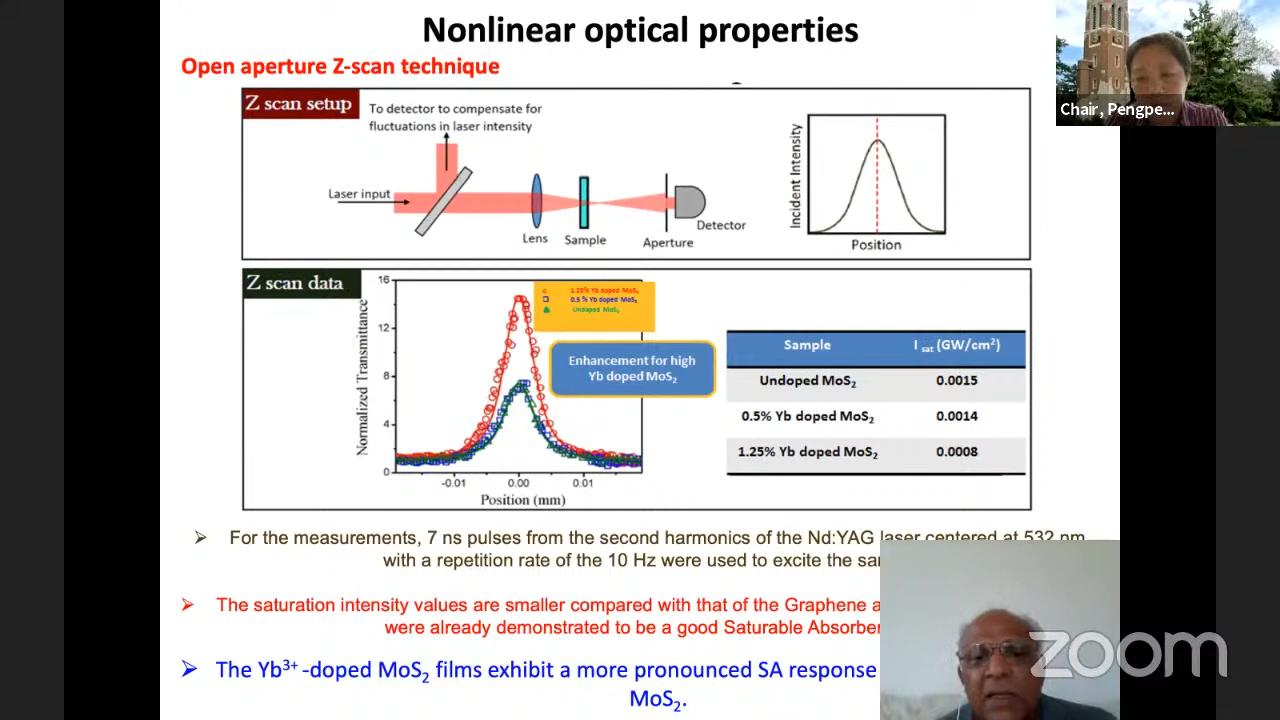 Nonlinear optical properties
Open aperture Z-scan technique
Chair, Pengpe...
Z scan setup
To detector to compensate for
fluctuations in laser intensity
Laser input
Lens
Sample
Aperture
Detector
Incident Intensity
Position
Z scan data
16
12
8
4
0
Normalized Transmittance
-0.01
0.00
0.01
Position (mm)
1.25% Yb doped MoS₂
0.5 % Yb doped MoS₂
Undoped MoS₂
Enhancement for high
Yb doped MoS₂
Sample I sat (GW/cm²)
Undoped MoS₂ 0.0015
0.5% Yb doped MoS₂ 0.0014
1.25% Yb doped MoS₂ 0.0008
➢ For the measurements, 7 ns pulses from the second harmonics of the Nd:YAG laser centered at 532 nm
with a repetition rate of the 10 Hz were used to excite the
➢ The saturation intensity values are smaller compared with that of the Graphene
were already demonstrated to be a good Saturable
➢ The Yb³⁺-doped MoS₂ films exhibit a more pronounced SA response
MoS₂.
zoom